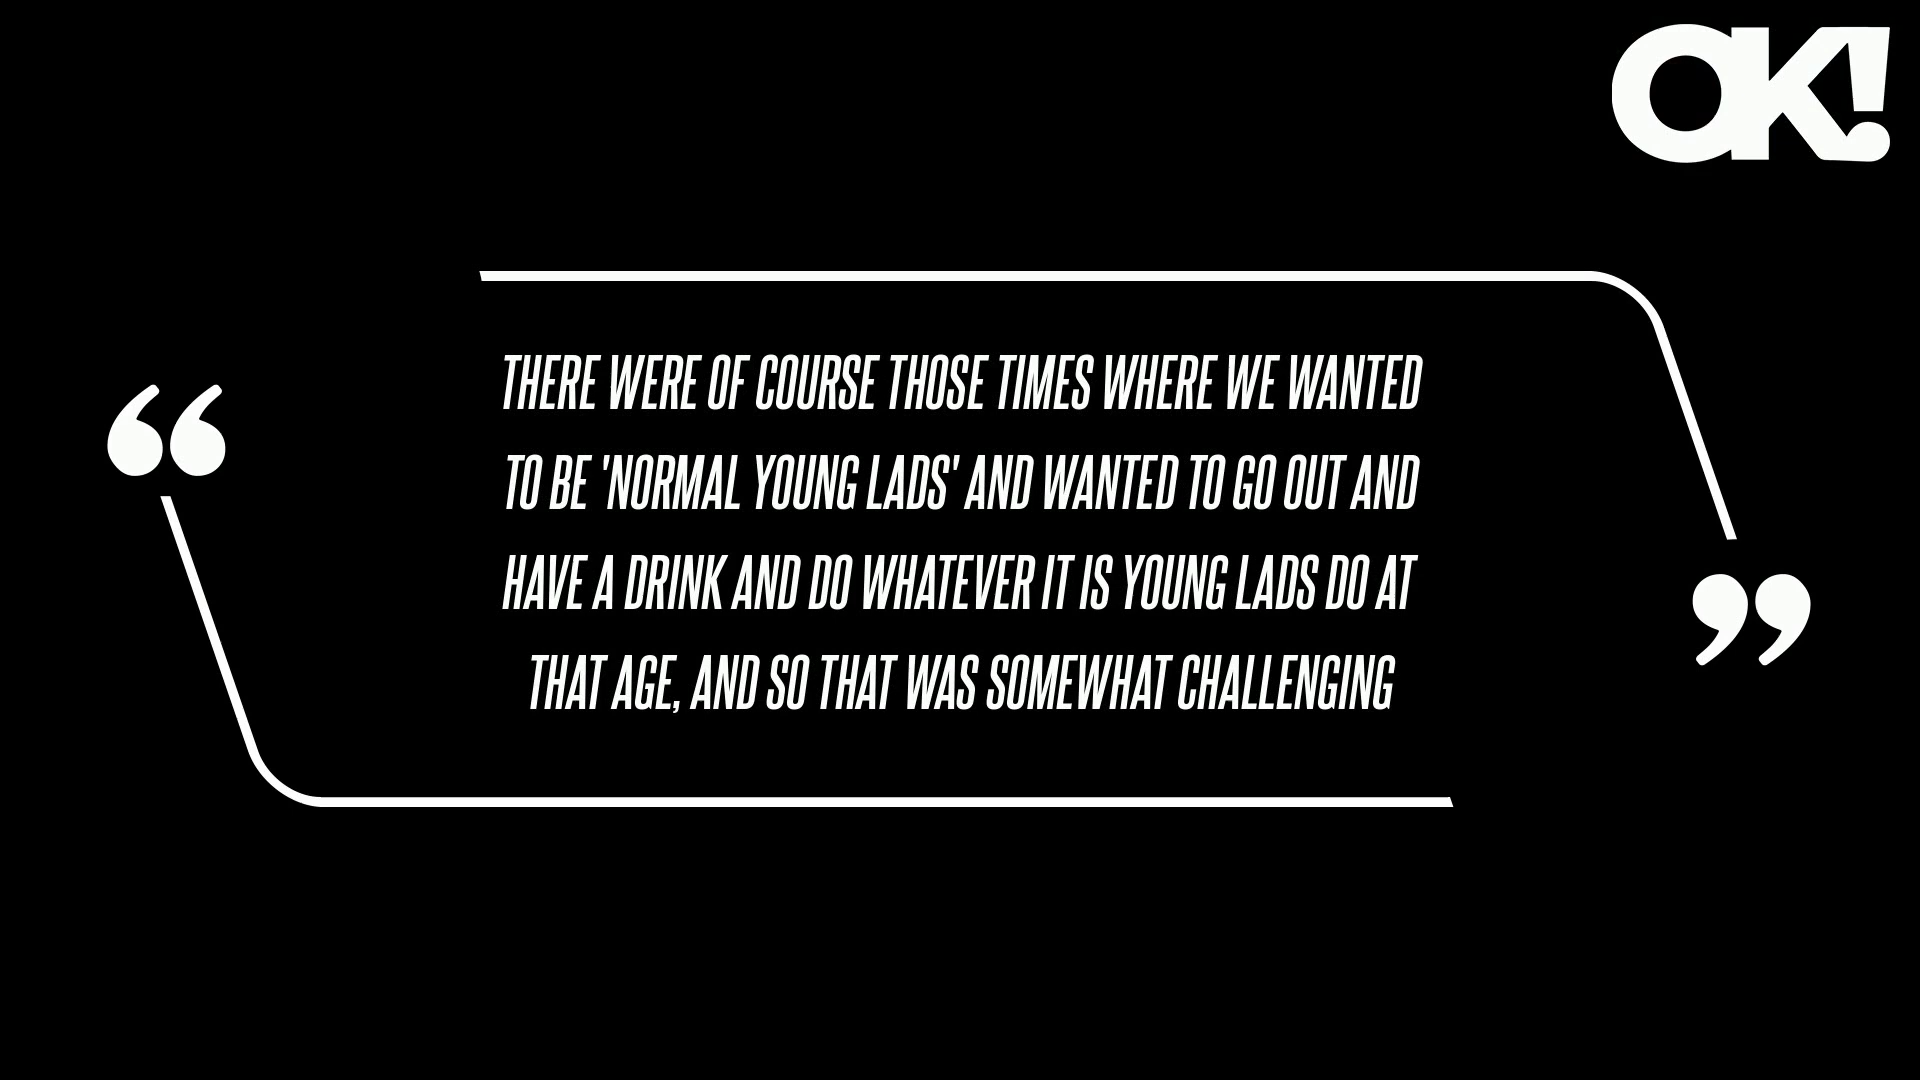 OK!
THERE WERE OF COURSE THOSE TIMES WHERE WE WANTED
TO BE 'NORMAL YOUNG LADS' AND WANTED TO GO OUT AND
HAVE A DRINK AND DO WHATEVER IT IS YOUNG LADS DO AT
THAT AGE, AND SO THAT WAS SOMEWHAT CHALLENGING